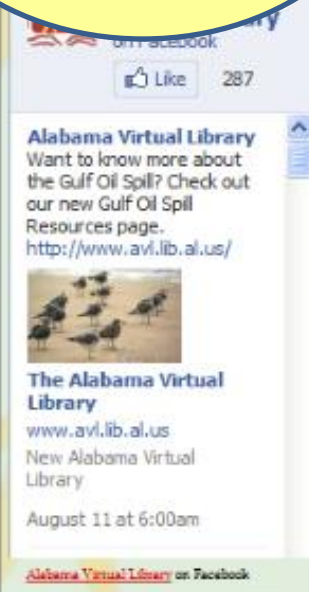 on Facebook
Like 287
Alabama Virtual Library
Want to know more about
the Gulf Oil Spill? Check out
our new Gulf Oil Spill
Resources page.
http://www.avl.lib.al.us/
The Alabama Virtual
Library
www.avl.lib.al.us
New Alabama Virtual
Library
August 11 at 6:00am
Alabama Virtual Library on Facebook